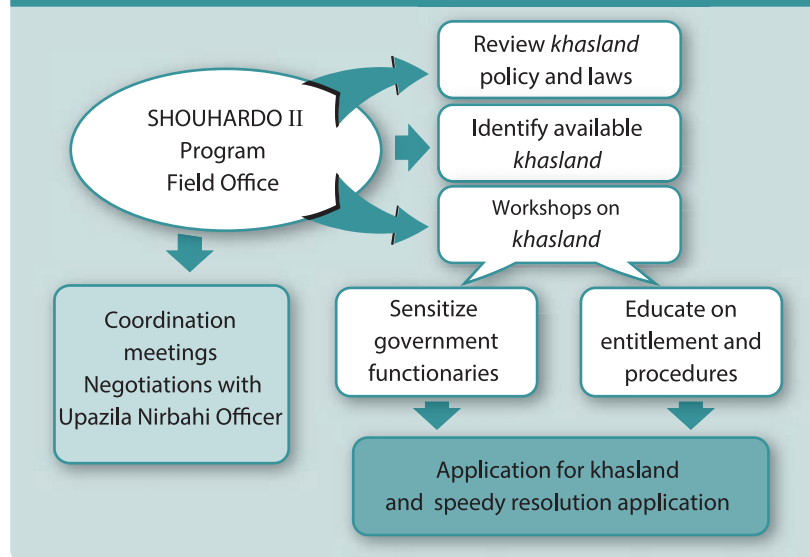 SHOUHARDO II
Program
Field Office
Review khasland
policy and laws
Identify available
khasland
Workshops on
khasland
Coordination
meetings
Negotiations with
Upazila Nirbahi Officer
Sensitize
government
functionaries
Educate on
entitlement and
procedures
Application for khasland
and speedy resolution application